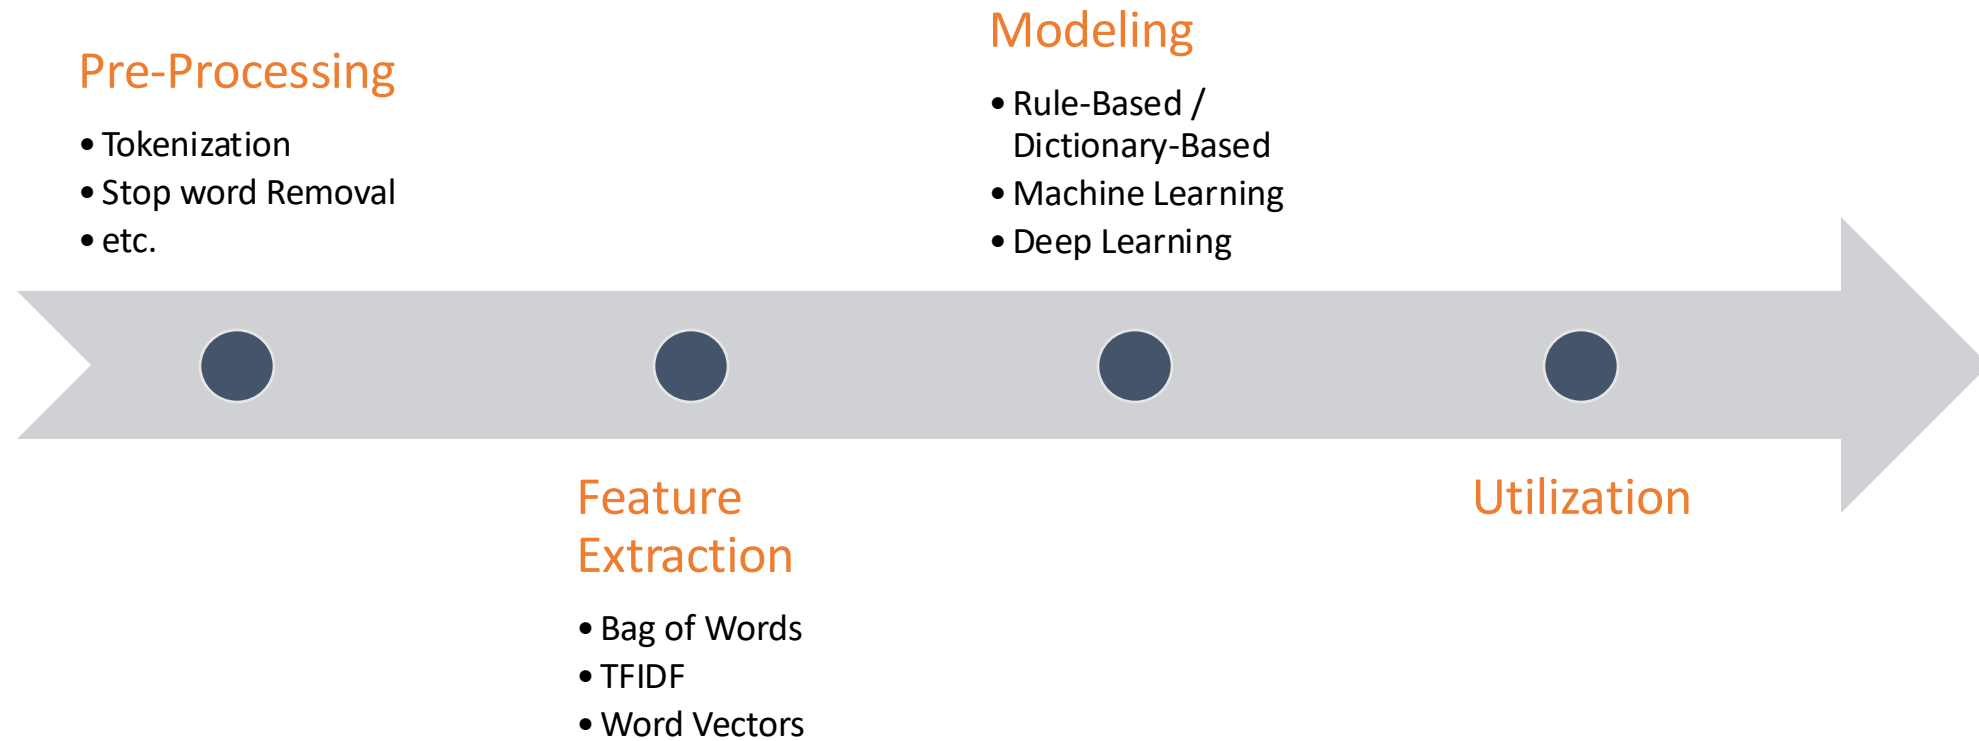 Pre-Processing
• Tokenization
• Stop word Removal
• etc.
Feature
Extraction
• Bag of Words
• TFIDF
• Word Vectors
Modeling
• Rule-Based /
Dictionary-Based
• Machine Learning
• Deep Learning
Utilization